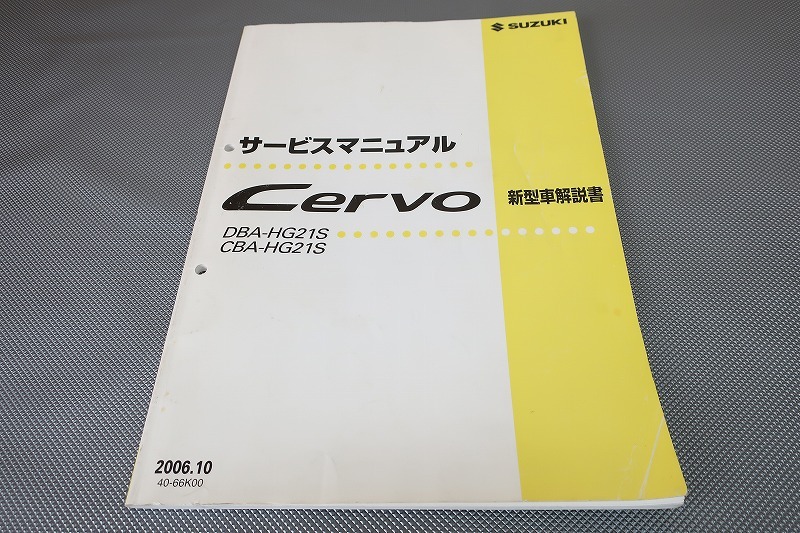 SUZUKI
サービスマニュアル
Cervo
新型車解説書
DBA-HG21S
CBA-HG21S
2006.10
40-66K00